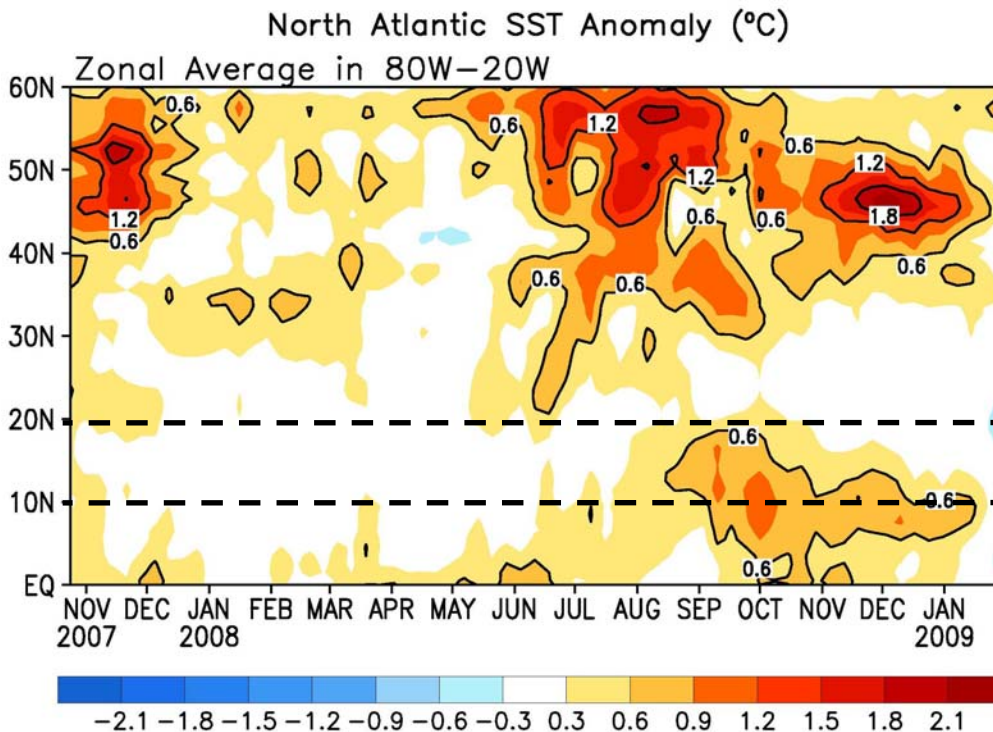 North Atlantic SST Anomaly (ºC)
Zonal Average in 80W–20W
60N
50N
40N
30N
20N
10N
EQ
0.6
0.6
1.2
0.6
1.2
1.2
0.6
0.6
1.2
0.6
0.6
1.8
0.6
0.6
0.6
0.6
0.6
0.6
NOV DEC JAN FEB MAR APR MAY JUN JUL AUG SEP OCT NOV DEC JAN
2007 2008 2009
−2.1 −1.8 −1.5 −1.2 −0.9 −0.6 −0.3 0.3 0.6 0.9 1.2 1.5 1.8 2.1